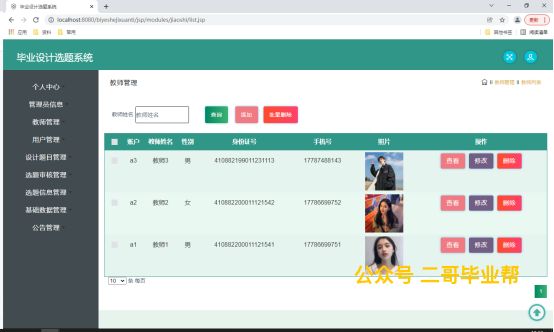 毕业设计选题系统
localhost:8080/biyeshejixuanti/jsp/modules/jiaoshi/list.jsp
应用 资料 常用 其他书签 阅读清单
毕业设计选题系统
个人中心
管理员信息
教师管理
用户管理
设计题目管理
选题审核管理
选题信息管理
基础数据管理
公告管理
教师管理
教师管理 教师列表
教师姓名 教师姓名 查询 添加 批量删除
账户 教师姓名 性别 身份证号 手机号 照片 操作
a3 教师3 男 410882199011231113 17787488143 查看 修改 删除
a2 教师2 女 410882200011121542 17786699752 查看 修改 删除
a1 教师1 男 410882200011121541 17786699751 查看 修改 删除
公众号 二哥毕业帮
10 条 每页
1